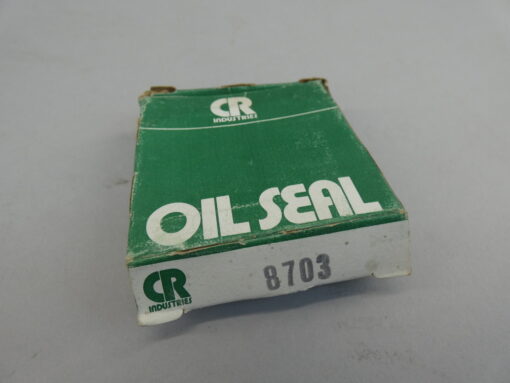 CR
INDUSTRIES
OIL SEAL
CR
INDUSTRIES
8703